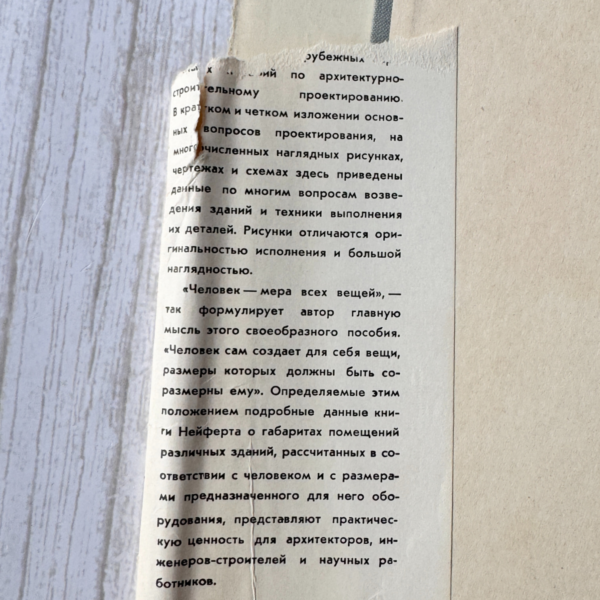 рубежных
ий по архитектурно-
строительному проектированию.
В кратком и четком изложении основ-
ных вопросов проектирования, на
многочисленных наглядных рисунках,
чертежах и схемах здесь приведены
данные по многим вопросам возве-
дения зданий и техники выполнения
их деталей. Рисунки отличаются ори-
гинальностью исполнения и большой
наглядностью.
«Человек — мера всех вещей», —
так формулирует автор главную
мысль этого своеобразного пособия.
«Человек сам создает для себя вещи,
размеры которых должны быть со-
размерны ему». Определяемые этим
положением подробные данные кни-
ги Нейферта о габаритах помещений
различных зданий, рассчитанных в со-
ответствии с человеком и с размера-
ми предназначенного для него обо-
рудования, представляют практичес-
кую ценность для архитекторов, ин-
женеров-строителей и научных ра-
ботников.